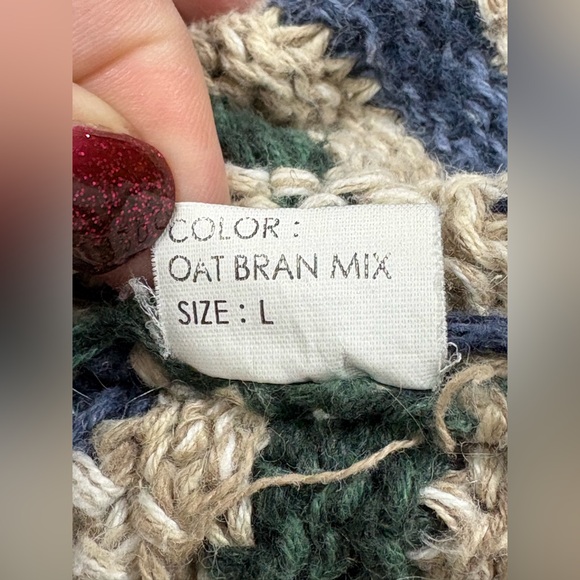 COLOR :
OAT BRAN MIX
SIZE : L